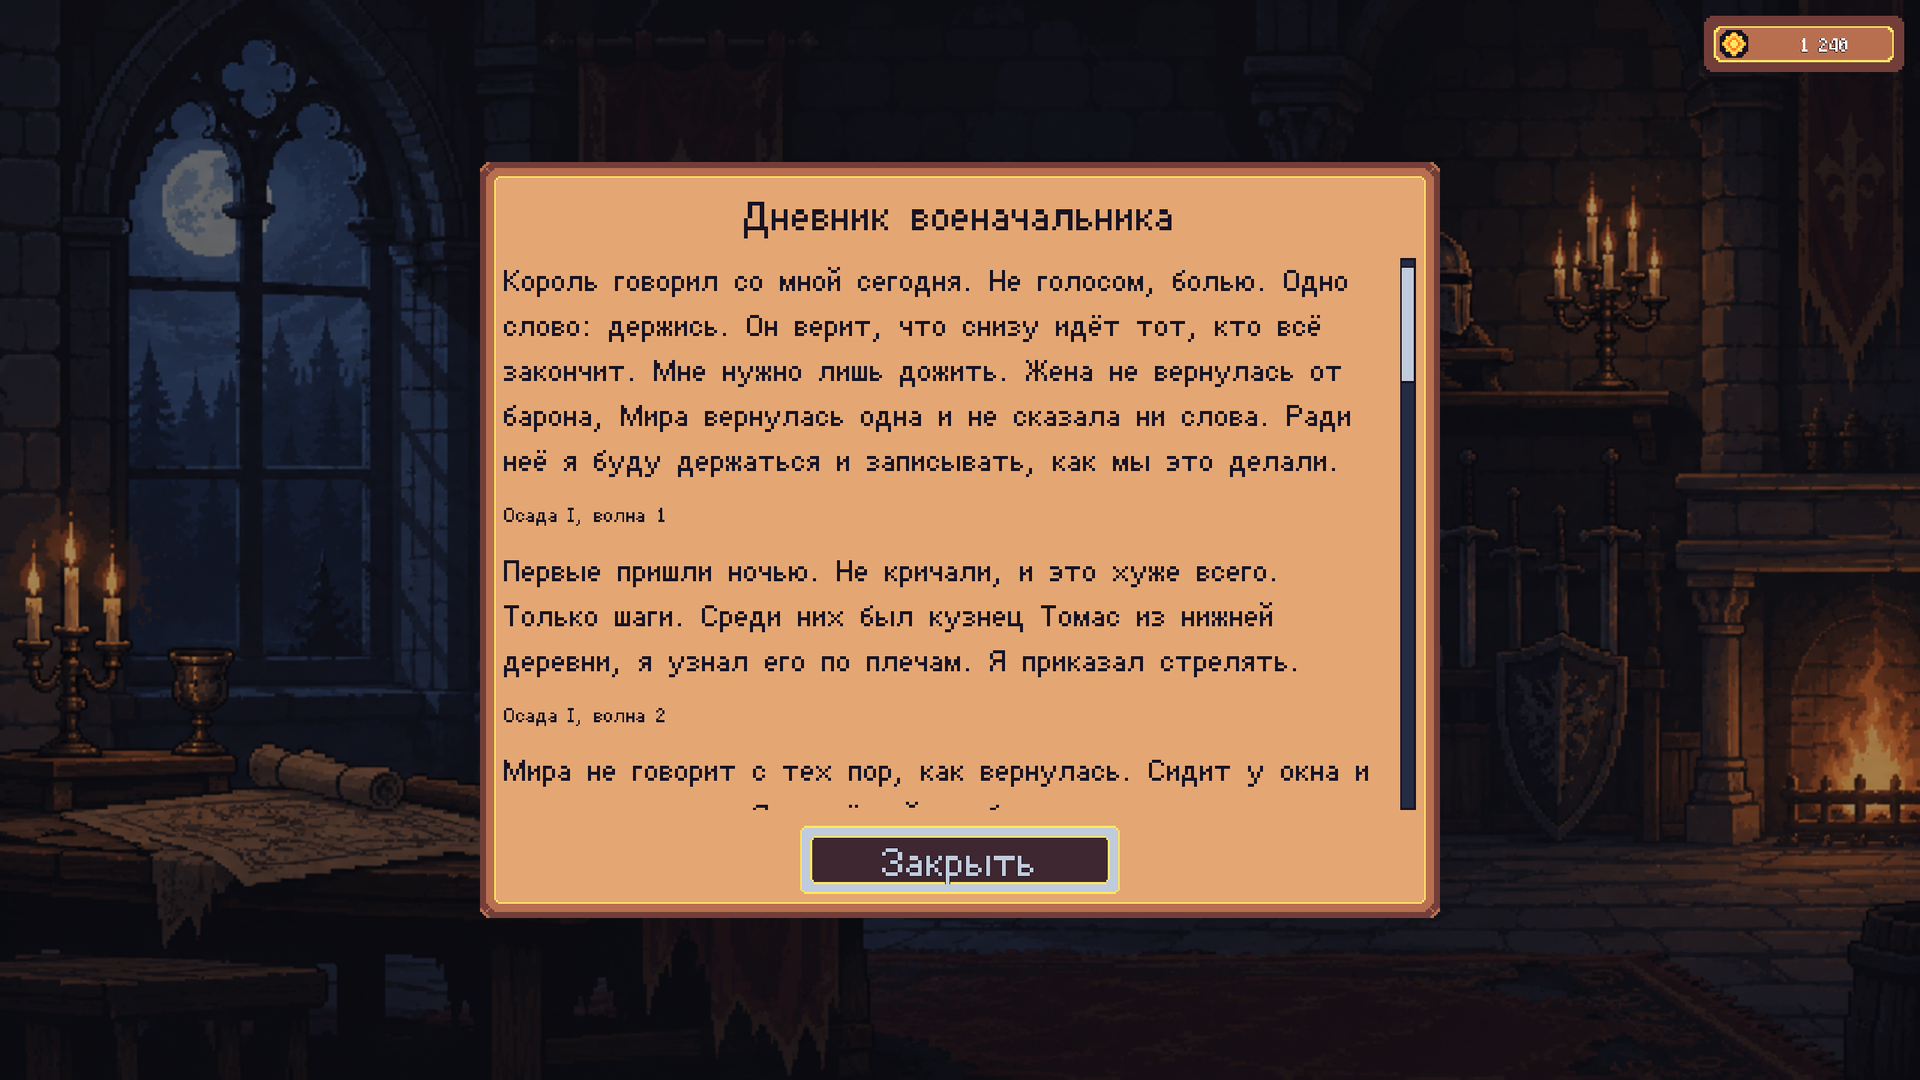 1 240
Дневник военачальника
Король говорил со мной сегодня. Не голосом, болью. Одно
слово: держись. Он верит, что снизу идёт тот, кто всё
закончит. Мне нужно лишь дожить. Жена не вернулась от
барона, Мира вернулась одна и не сказала ни слова. Ради
неё я буду держаться и записывать, как мы это делали.
Осада I, волна 1
Первые пришли ночью. Не кричали, и это хуже всего.
Только шаги. Среди них был кузнец Томас из нижней
деревни, я узнал его по плечам. Я приказал стрелять.
Осада I, волна 2
Мира не говорит с тех пор, как вернулась. Сидит у окна и
Закрыть